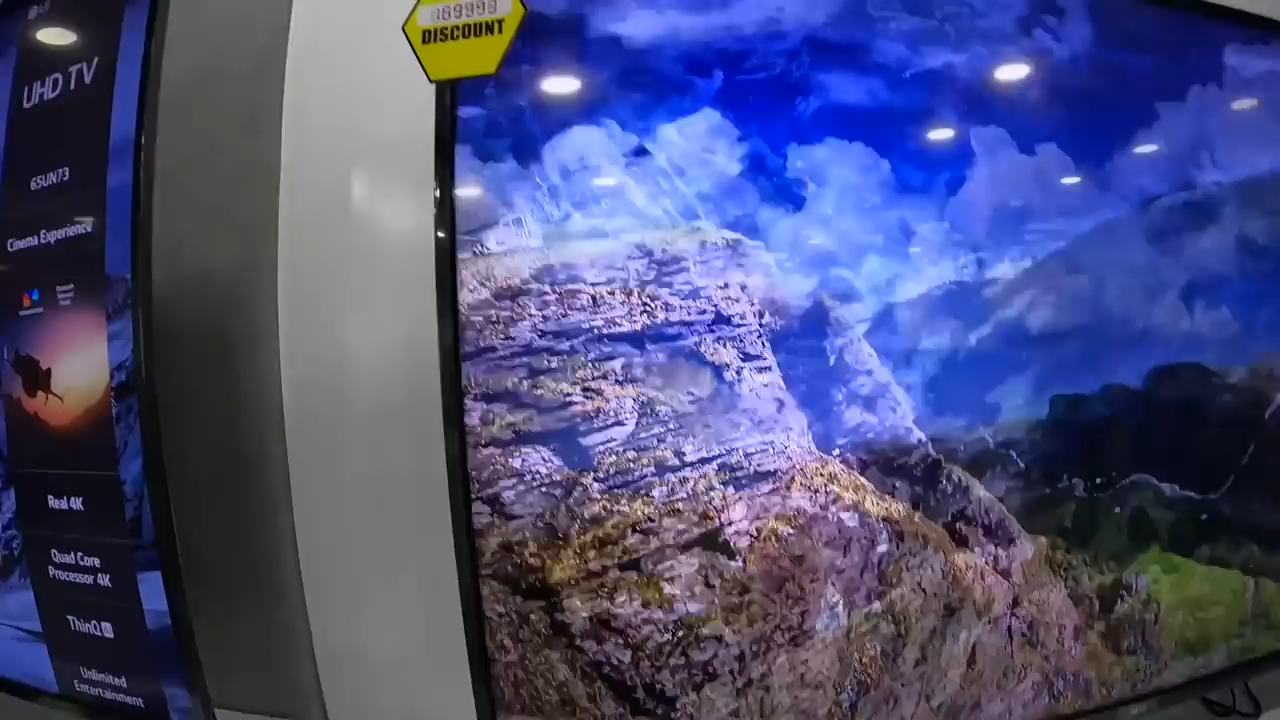 UHD TV
65UN73
Cinema Experience
Real 4K
Quad Core
Processor 4K
ThinQ AI
Unlimited
Entertainment
DISCOUNT